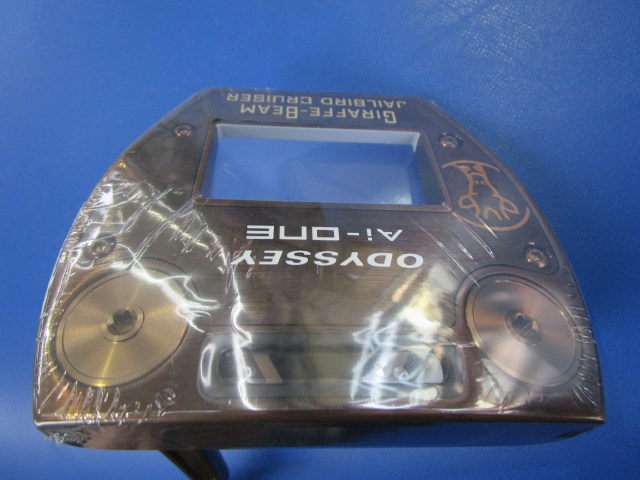 GIRAFFE-BEAM
JAILBIRD CRUISER
ODYSSEY
Ai-ONE